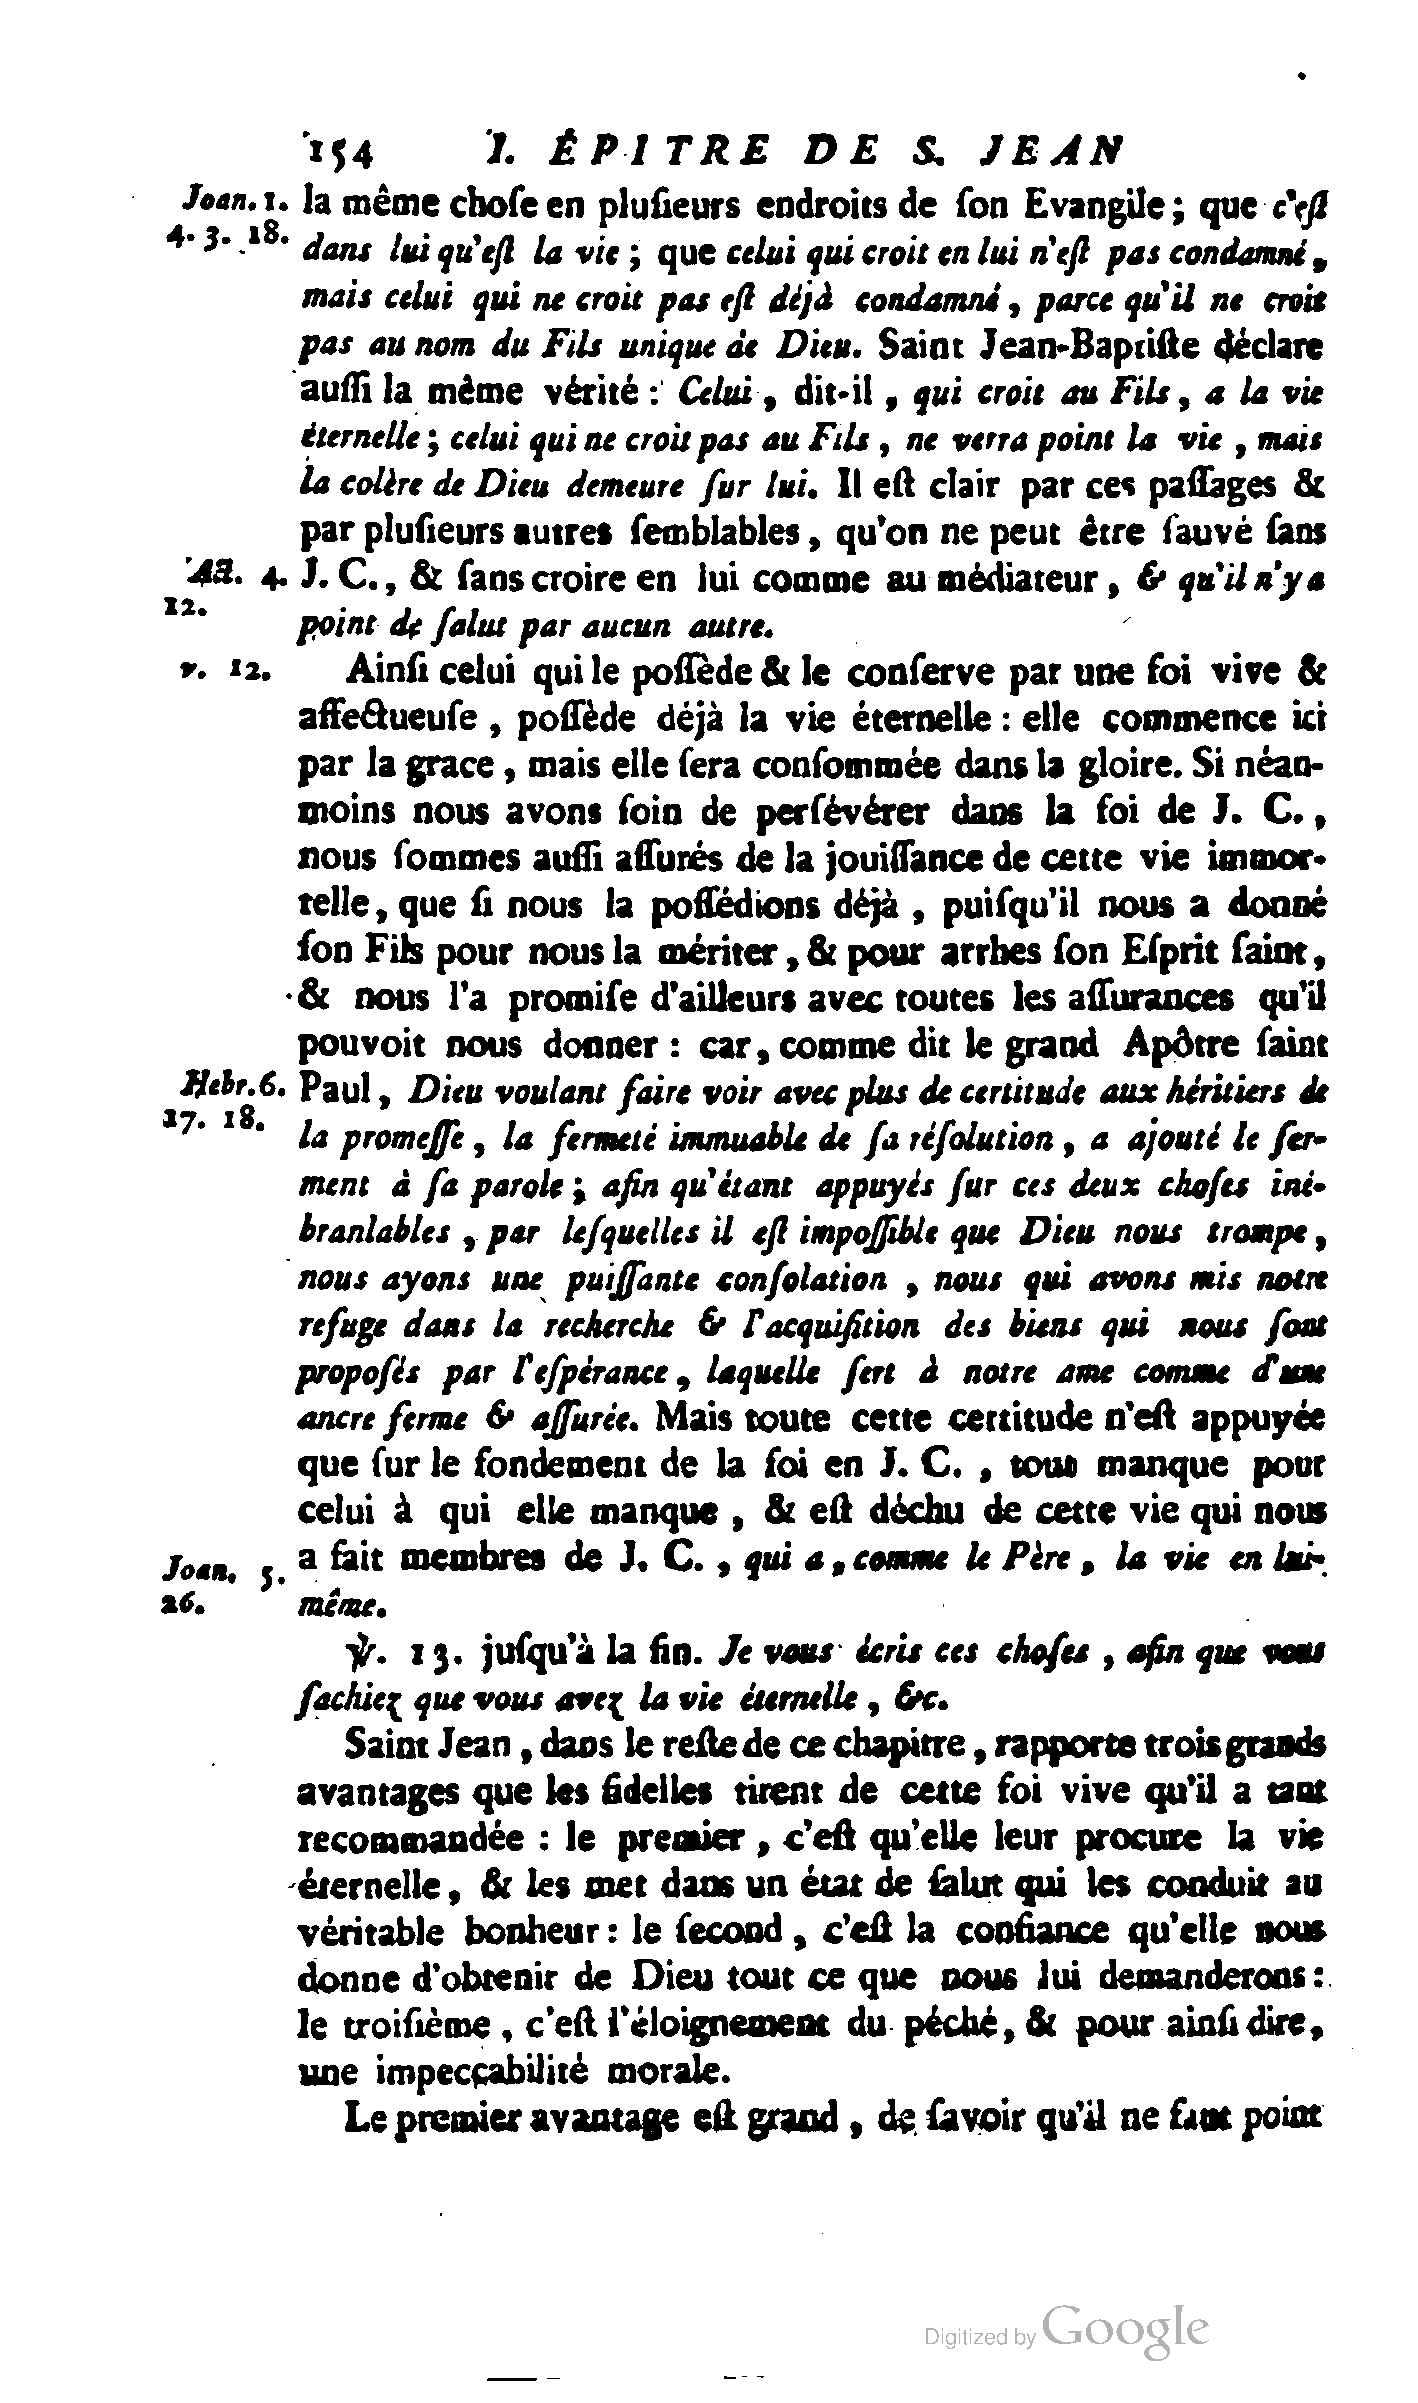 154 I. ÉPITRE DE S. JEAN
Joan. 1. la même choſe en pluſieurs endroits de ſon Evangile; que c'eſt
4. 3. 18. dans lui qu'eſt la vie ; que celui qui croit en lui n'eſt pas condamné,
mais celui qui ne croit pas eſt déjà condamné, parce qu'il ne croit
pas au nom du Fils unique de Dieu. Saint Jean-Baptiſte déclare
auſſi la même vérité : Celui, dit-il, qui croit au Fils, a la vie
éternelle ; celui qui ne croit pas au Fils, ne verra point la vie, mais
la colère de Dieu demeure ſur lui. Il eſt clair par ces paſſages &
par pluſieurs autres ſemblables, qu'on ne peut être ſauvé ſans
Act. 4. J. C., & ſans croire en lui comme au médiateur, & qu'il n'y a
12.
point de ſalut par aucun autre.
v. 12. Ainſi celui qui le poſſède & le conſerve par une foi vive &
affectueuſe, poſſède déjà la vie éternelle : elle commence ici
par la grace, mais elle ſera conſommée dans la gloire. Si néan-
moins nous avons ſoin de perſévérer dans la foi de J. C.,
nous ſommes auſſi aſſurés de la jouiſſance de cette vie immor-
telle, que ſi nous la poſſédions déjà, puiſqu'il nous a donné
ſon Fils pour nous la mériter, & pour arrhes ſon Eſprit ſaint,
& nous l'a promiſe d'ailleurs avec toutes les aſſurances qu'il
pouvoit nous donner : car, comme dit le grand Apôtre ſaint
Hebr. 6. Paul, Dieu voulant faire voir avec plus de certitude aux héritiers de
17. 18. la promeſſe, la fermeté immuable de ſa réſolution, a ajouté le ſer-
ment à ſa parole ; afin qu'étant appuyés ſur ces deux choſes iné-
branlables, par leſquelles il eſt impoſſible que Dieu nous trompe,
nous ayons une puiſſante conſolation, nous qui avons mis notre
refuge dans la recherche & l'acquiſition des biens qui nous ſont
propoſés par l'eſpérance, laquelle ſert à notre ame comme d'une
ancre ferme & aſſurée. Mais toute cette certitude n'eſt appuyée
que ſur le fondement de la foi en J. C., tout manque pour
celui à qui elle manque, & eſt déchu de cette vie qui nous
Joan. 5. a fait membres de J. C., qui a, comme le Père, la vie en lui-
26. même.
℣. 13. juſqu'à la fin. Je vous écris ces choſes, afin que vous
ſachiez que vous avez la vie éternelle, &c.
Saint Jean, dans le reſte de ce chapitre, rapporte trois grands
avantages que les fidelles tirent de cette foi vive qu'il a tant
recommandée : le premier, c'eſt qu'elle leur procure la vie
éternelle, & les met dans un état de ſalut qui les conduit au
véritable bonheur : le ſecond, c'eſt la confiance qu'elle nous
donne d'obtenir de Dieu tout ce que nous lui demanderons :
le troiſième, c'eſt l'éloignement du péché, & pour ainſi dire,
une impeccabilité morale.
Le premier avantage eſt grand, de ſavoir qu'il ne faut point
Digitized by Google